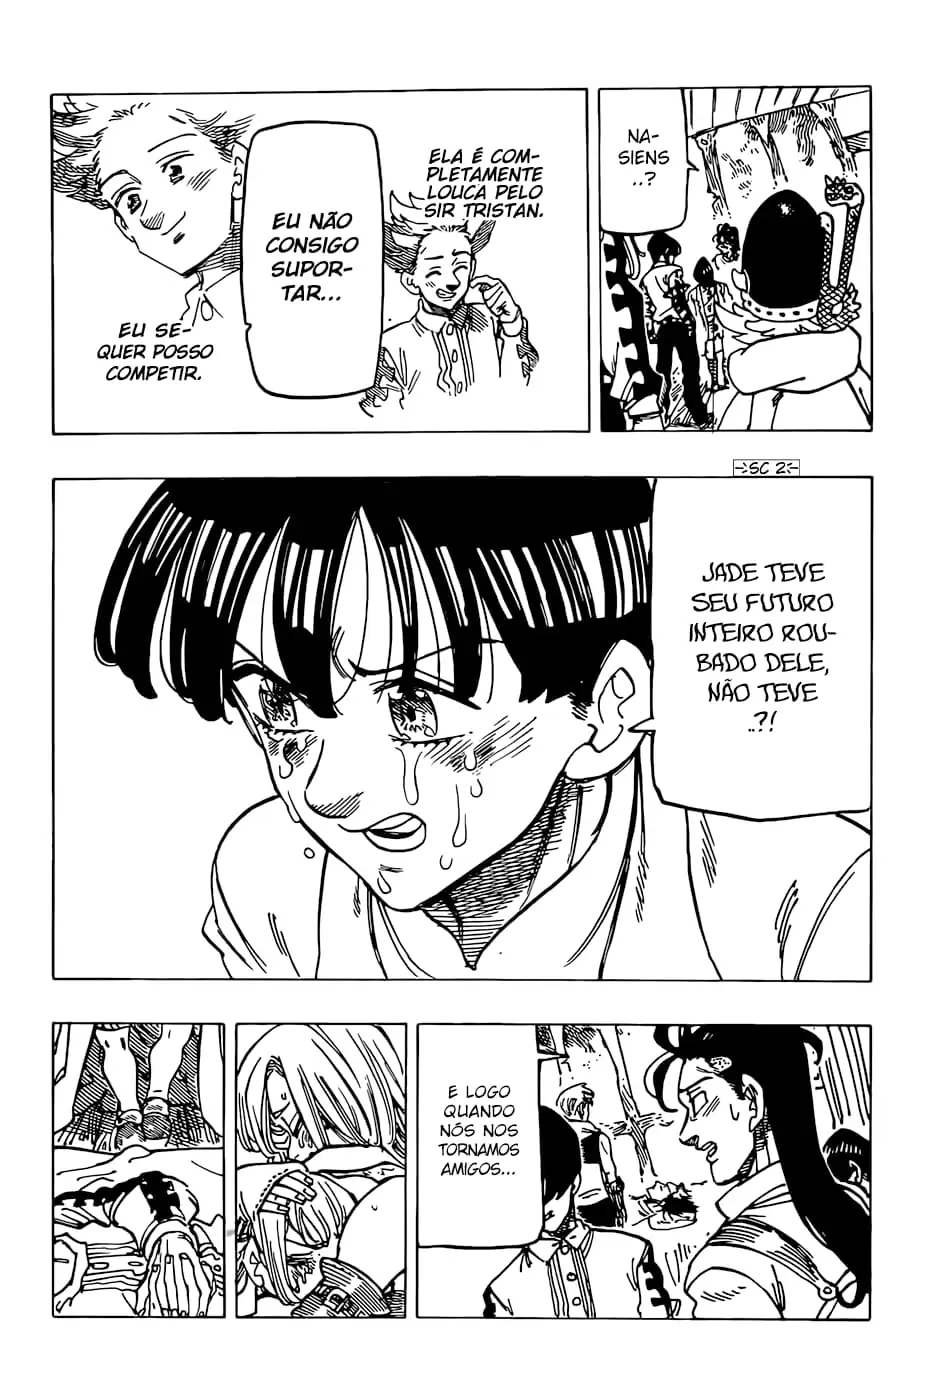 NA-
SIENS
..?
ELA É COM-
PLETAMENTE
LOUCA PELO
SIR TRISTAN.
EU NÃO
CONSIGO
SUPOR-
TAR...
EU SE-
QUER POSSO
COMPETIR.
SC 2
JADE TEVE
SEU FUTURO
INTEIRO ROU-
BADO DELE,
NÃO TEVE
..?!
E LOGO
QUANDO
NÓS NOS
TORNAMOS
AMIGOS...